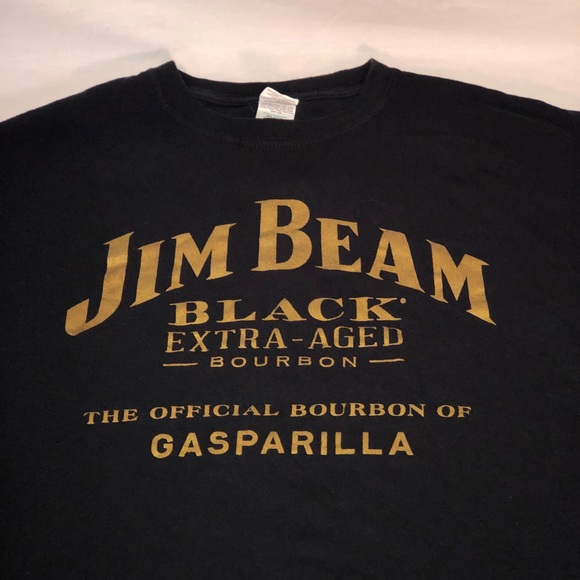 JIM BEAM
BLACK®
EXTRA-AGED
BOURBON
THE OFFICIAL BOURBON OF
GASPARILLA